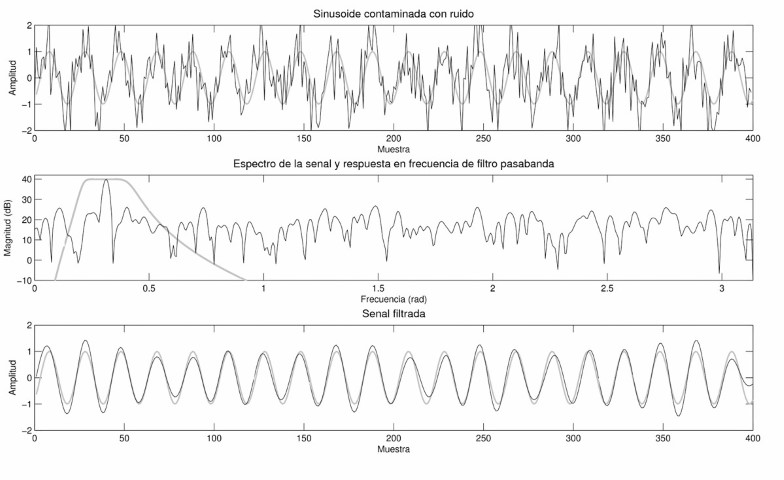 Sinusoide contaminada con ruido
2
1
0
−1
−2
Amplitud
0 50 100 150 200 250 300 350 400
Muestra
Espectro de la senal y respuesta en frecuencia de filtro pasabanda
40
30
20
10
0
−10
Magnitud (dB)
0 0.5 1 1.5 2 2.5 3
Frecuencia (rad)
Senal filtrada
2
1
0
−1
−2
Amplitud
0 50 100 150 200 250 300 350 400
Muestra